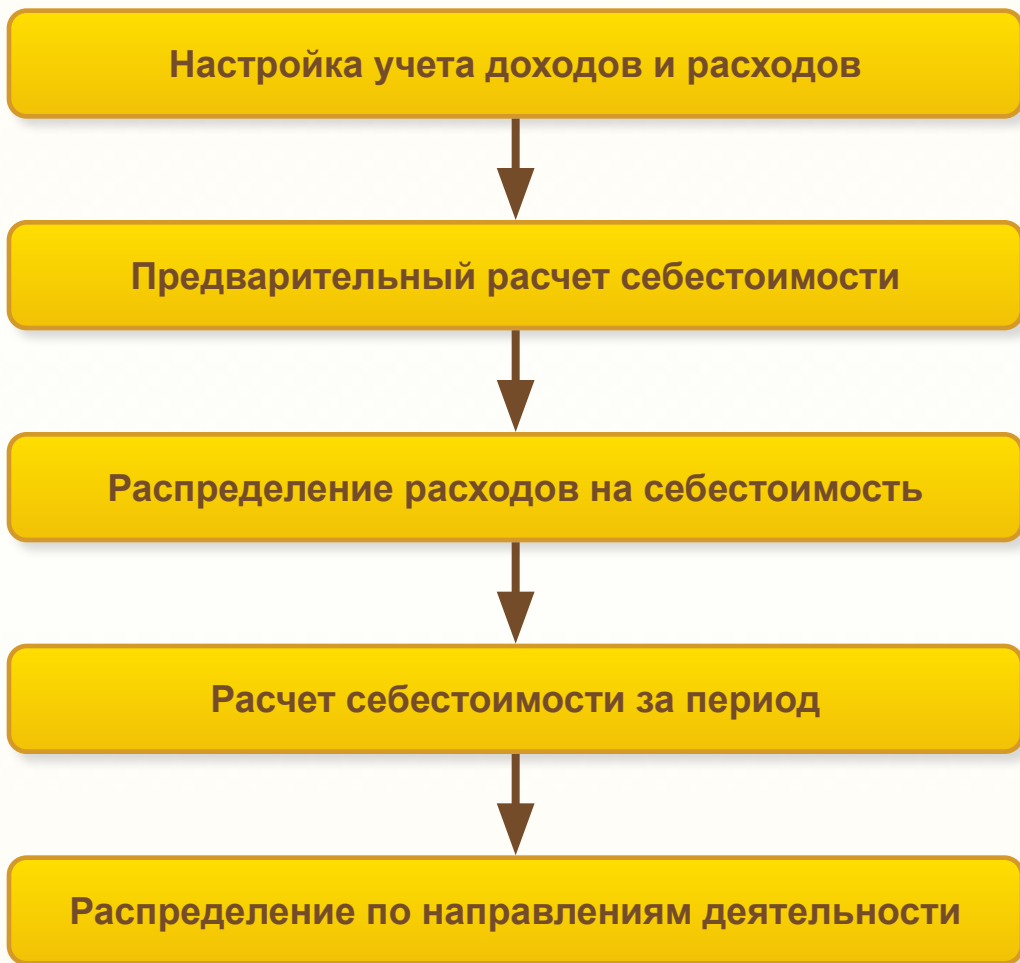 Настройка учета доходов и расходов
Предварительный расчет себестоимости
Распределение расходов на себестоимость
Расчет себестоимости за период
Распределение по направлениям деятельности